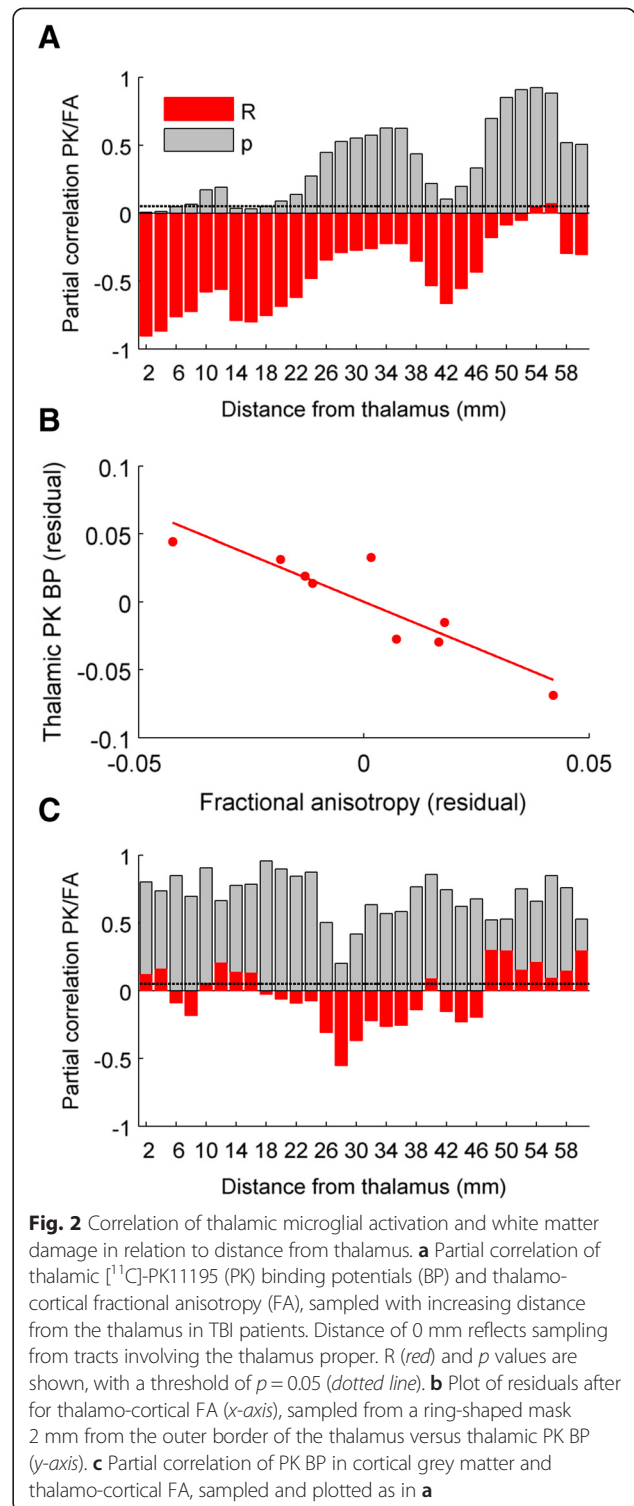 A
R
p
1
0.5
0
-0.5
-1
Partial correlation PK/FA
2 6 10 14 18 22 26 30 34 38 42 46 50 54 58
Distance from thalamus (mm)
B
0.1
0.05
0
-0.05
-0.1
Thalamic PK BP (residual)
-0.05 0 0.05
Fractional anisotropy (residual)
C
1
0.5
0
-0.5
-1
Partial correlation PK/FA
2 6 10 14 18 22 26 30 34 38 42 46 50 54 58
Distance from thalamus (mm)
Fig. 2 Correlation of thalamic microglial activation and white matter
damage in relation to distance from thalamus. a Partial correlation of
thalamic [¹¹C]-PK11195 (PK) binding potentials (BP) and thalamo-
cortical fractional anisotropy (FA), sampled with increasing distance
from the thalamus in TBI patients. Distance of 0 mm reflects sampling
from tracts involving the thalamus proper. R (red) and p values are
shown, with a threshold of p = 0.05 (dotted line). b Plot of residuals after
for thalamo-cortical FA (x-axis), sampled from a ring-shaped mask
2 mm from the outer border of the thalamus versus thalamic PK BP
(y-axis). c Partial correlation of PK BP in cortical grey matter and
thalamo-cortical FA, sampled and plotted as in a